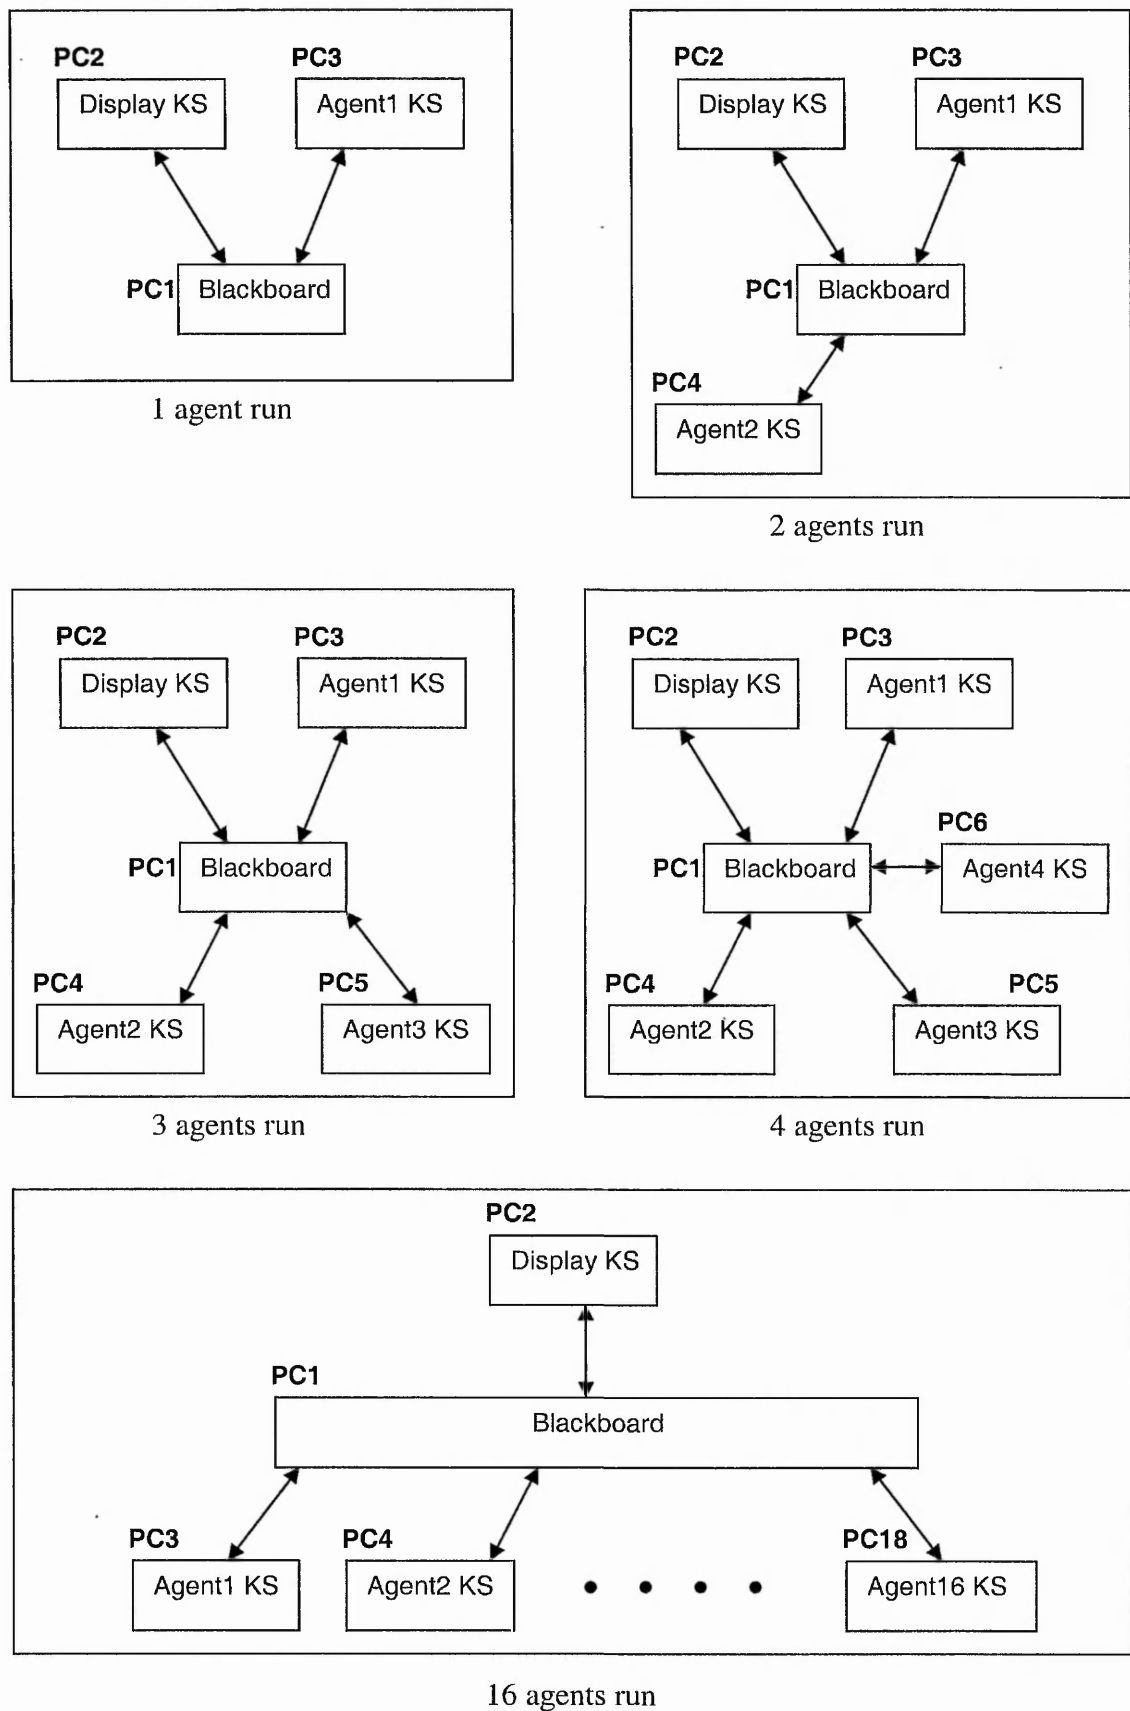 PC2
PC3
Display KS
Agent1 KS
PC1
Blackboard
1 agent run
PC2
PC3
Display KS
Agent1 KS
PC1
Blackboard
PC4
Agent2 KS
2 agents run
PC2
PC3
Display KS
Agent1 KS
PC1
Blackboard
PC4
PC5
Agent2 KS
Agent3 KS
3 agents run
PC2
PC3
Display KS
Agent1 KS
PC6
PC1
Blackboard
Agent4 KS
PC4
PC5
Agent2 KS
Agent3 KS
4 agents run
PC2
Display KS
PC1
Blackboard
PC3
PC4
PC18
Agent1 KS
Agent2 KS
Agent16 KS
16 agents run